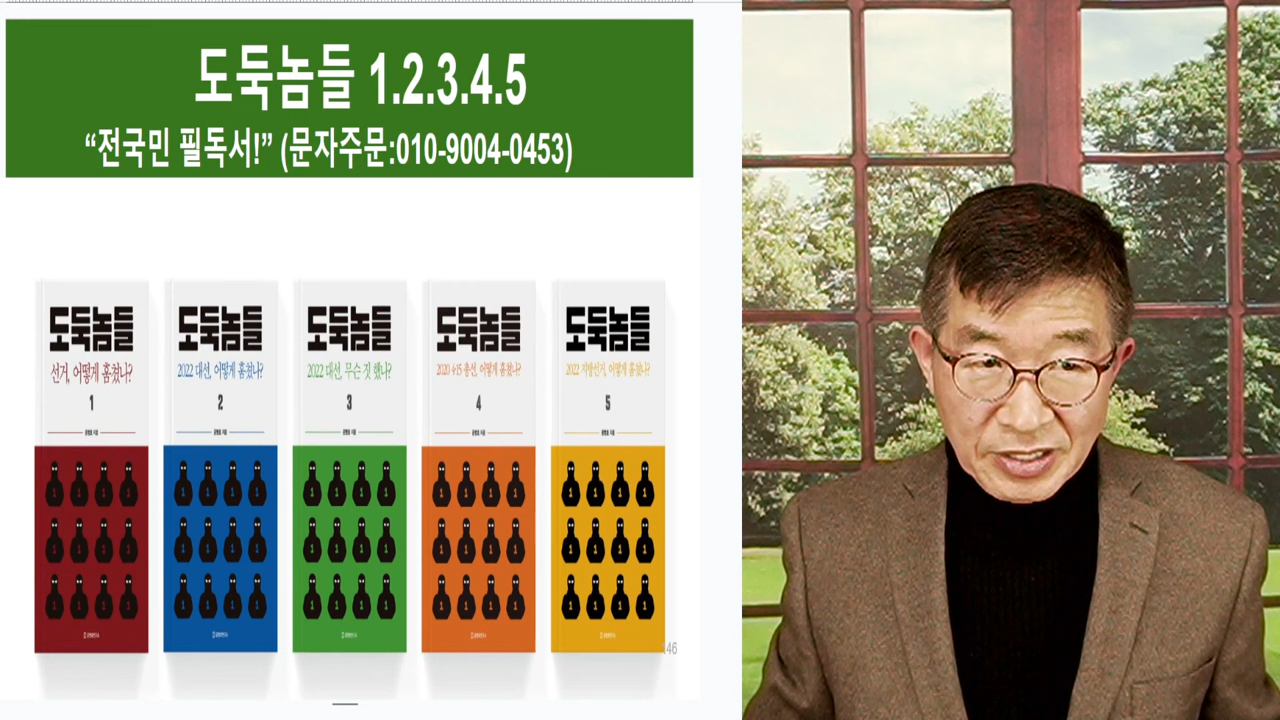 도둑놈들 1.2.3.4.5
“전국민 필독서!” (문자주문:010-9004-0453)
도둑놈들
선거, 어떻게 훔쳤나?
1
도둑놈들
2022 대선, 어떻게 훔쳤나?
2
도둑놈들
2022 대선, 무슨 짓 했나?
3
도둑놈들
2020 4·15 총선, 어떻게 훔쳤나?
4
도둑놈들
2022 지방선거, 어떻게 훔쳤나?
5
46